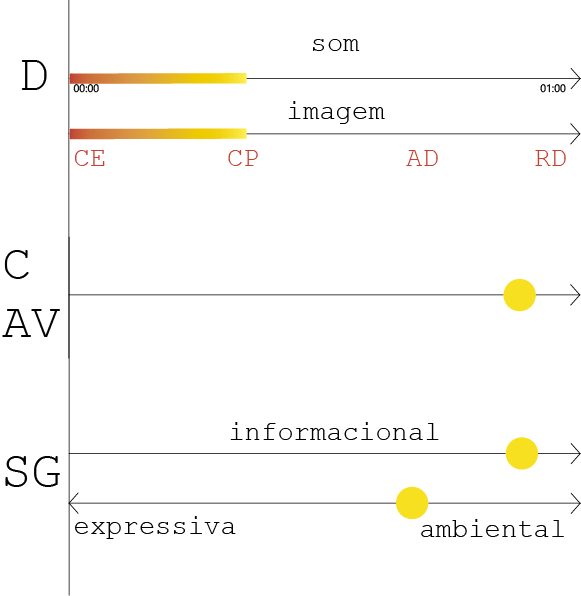 som
D
00:00 01:00
imagem
CE CP AD RD
C
AV
informacional
SG
expressiva ambiental